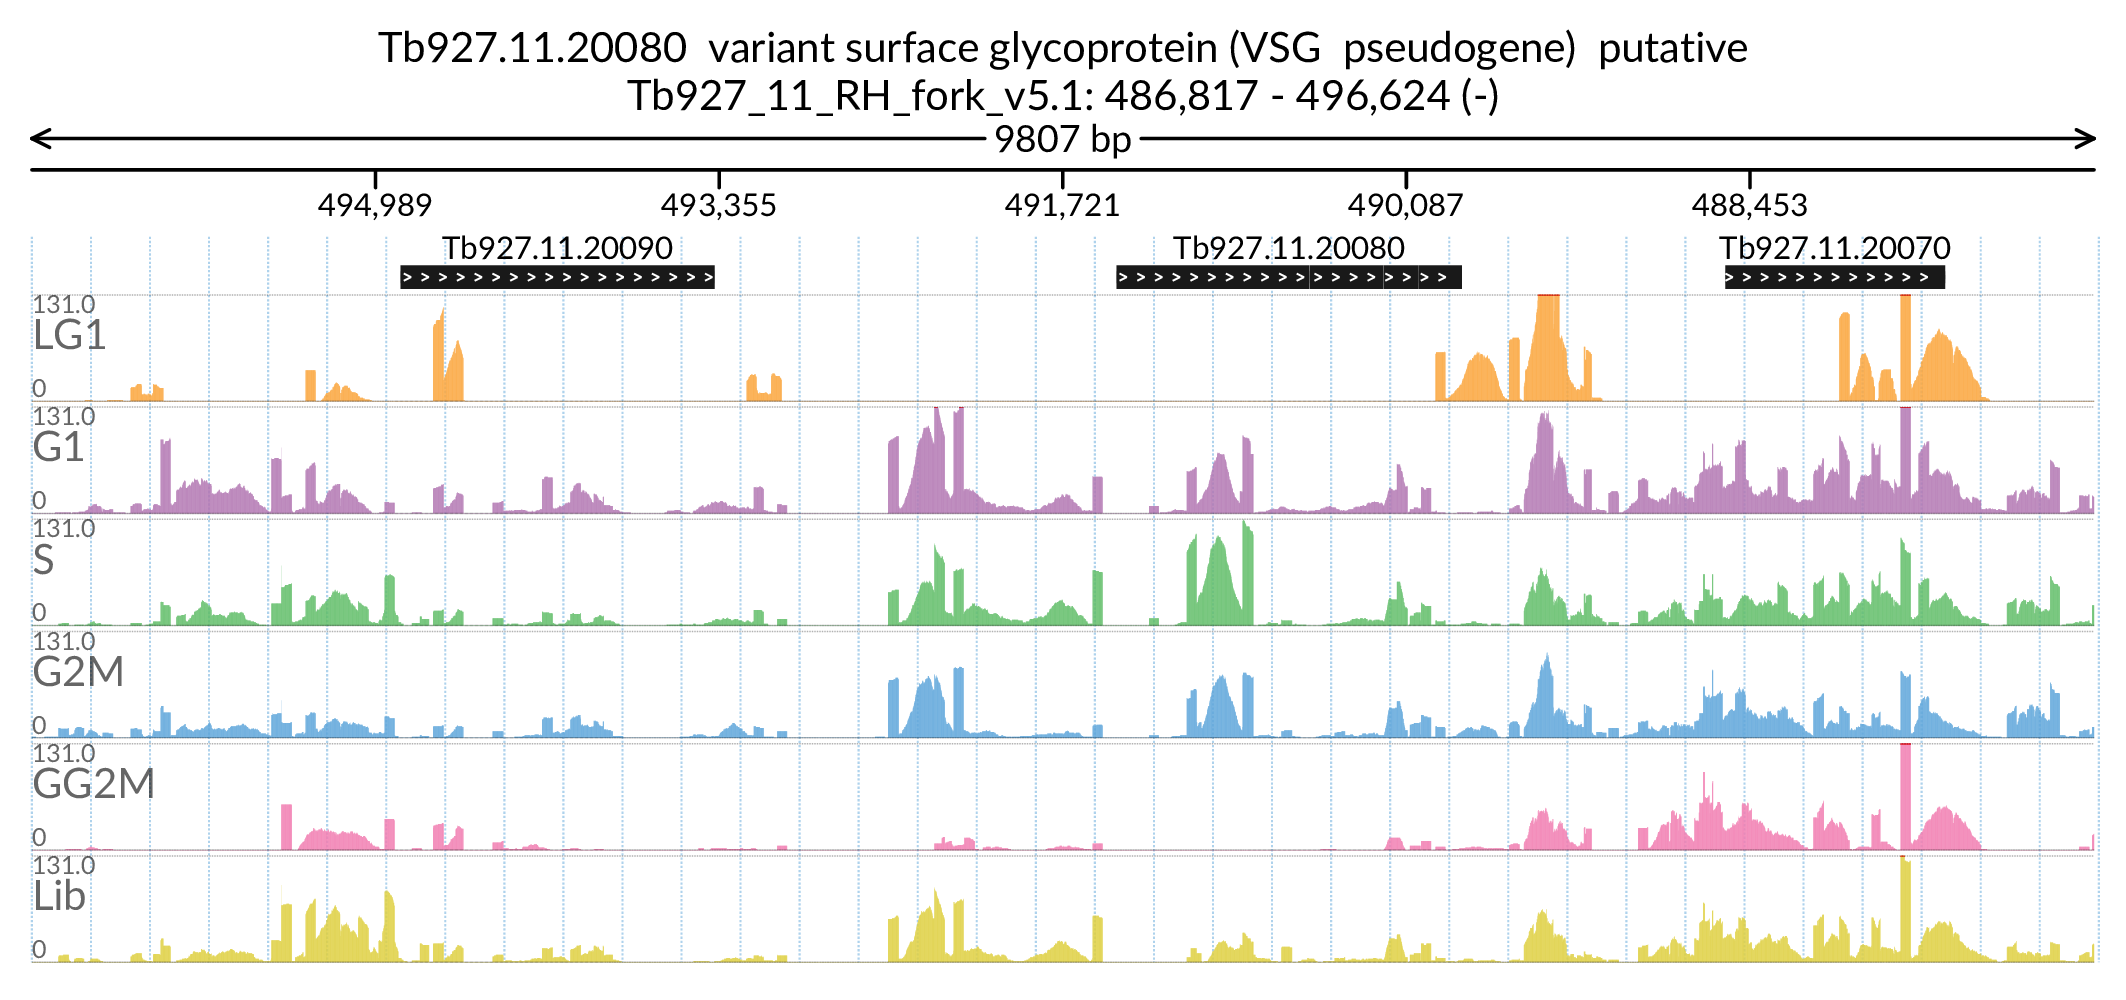 Tb927.11.20080 variant surface glycoprotein (VSG pseudogene) putative
Tb927_11_RH_fork_v5.1: 486,817 - 496,624 (-)
9807 bp
494,989 493,355 491,721 490,087 488,453
Tb927.11.20090 Tb927.11.20080 Tb927.11.20070
131.0
LG1
0
131.0
G1
0
131.0
S
0
131.0
G2M
0
131.0
GG2M
0
131.0
Lib
0